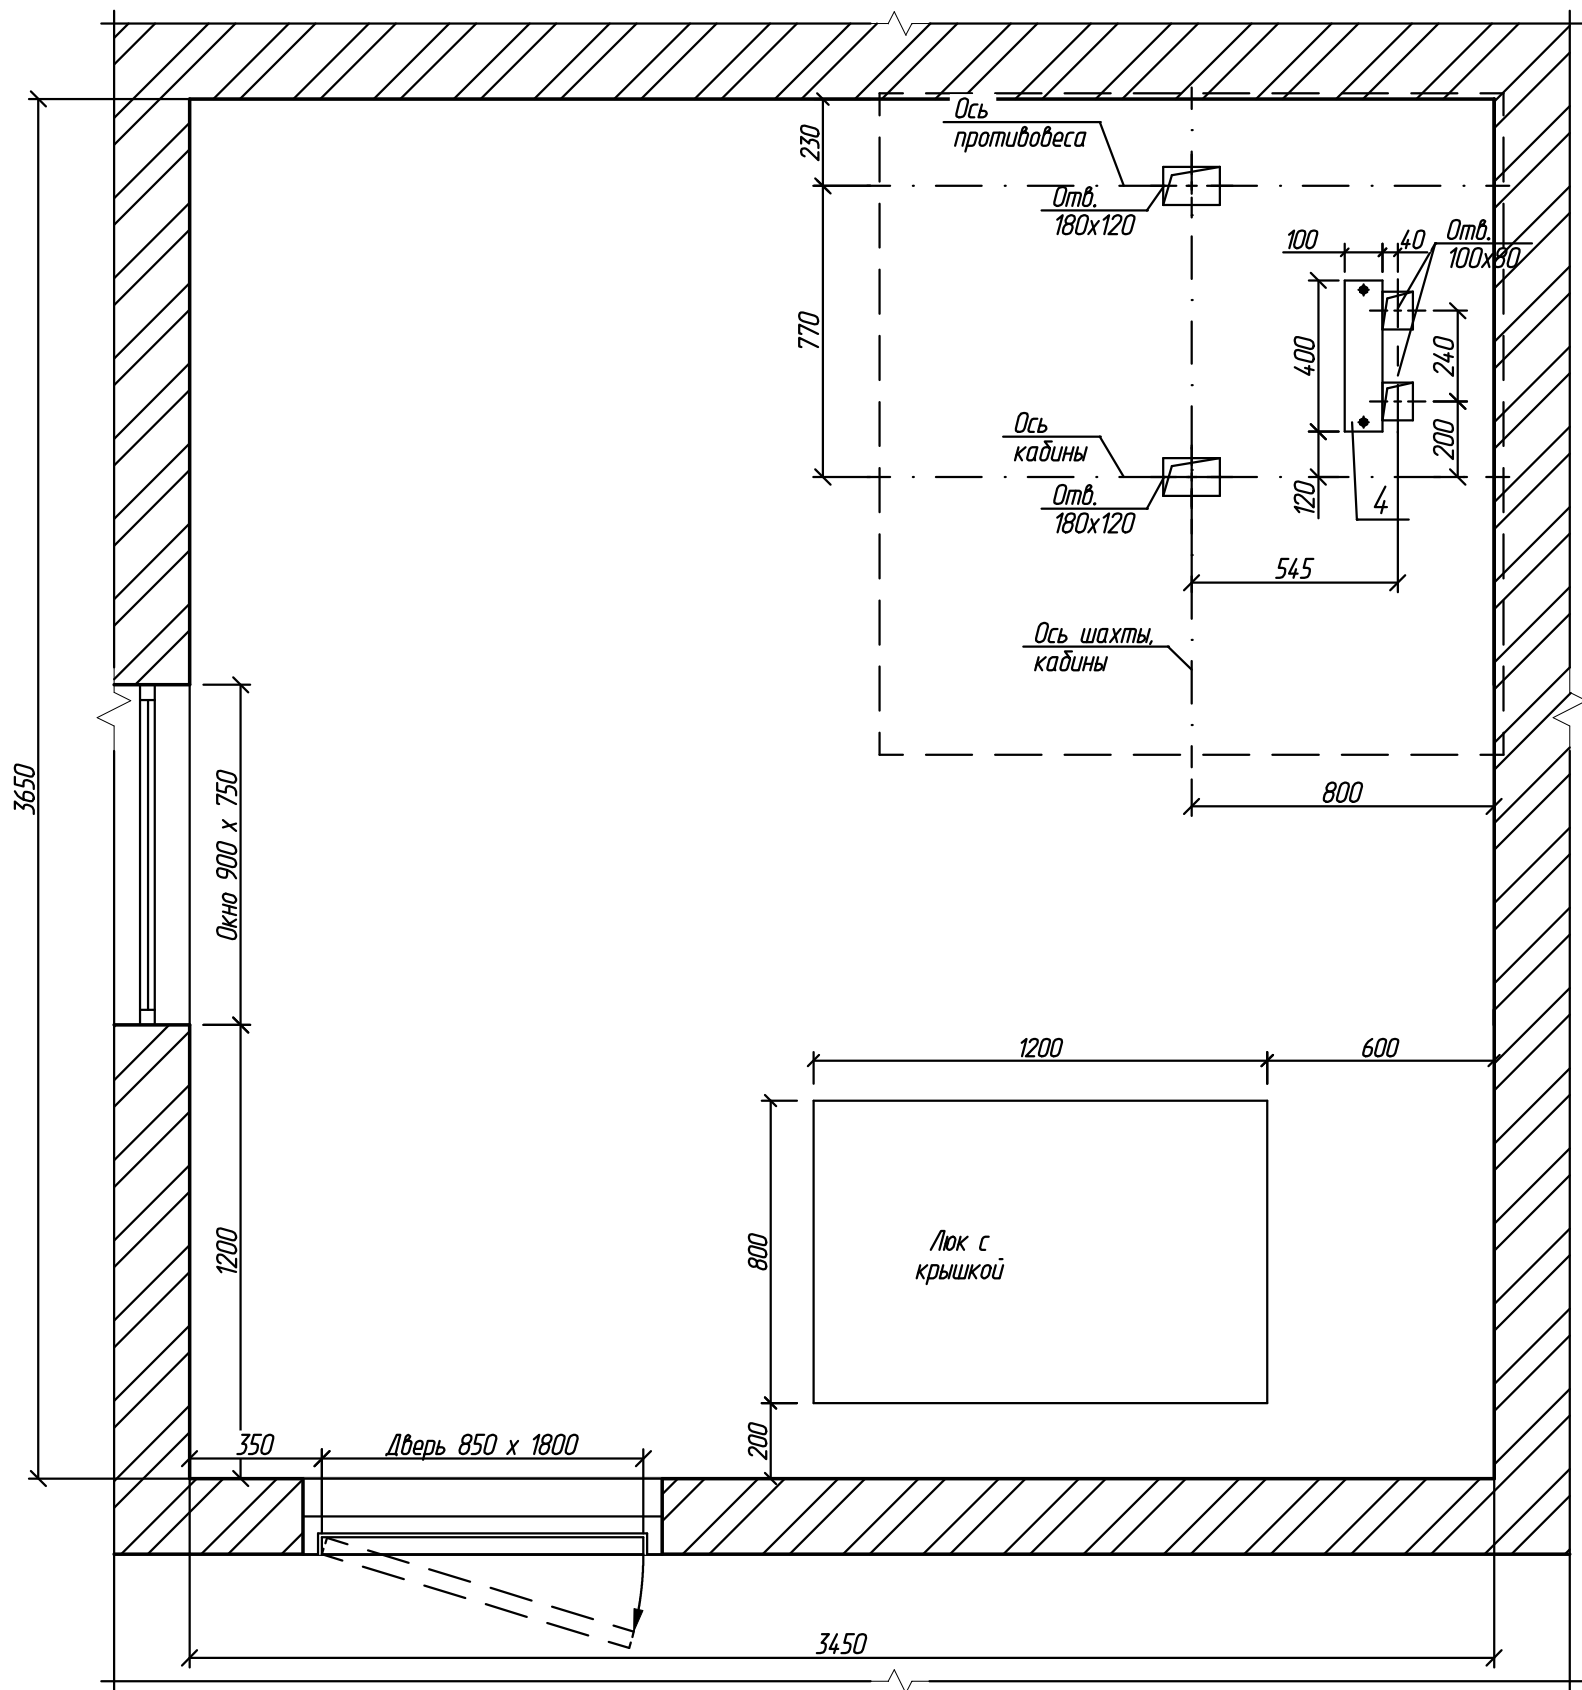 Ось
противовеса
230
Отв.
180х120
100
40
Отв.
100х80
770
400
240
Ось
кабины
200
Отв.
180х120
120
4
545
Ось шахты,
кабины
3650
Окно 900 х 750
800
1200
600
Люк с
крышкой
800
1200
200
350
Дверь 850 х 1800
3450